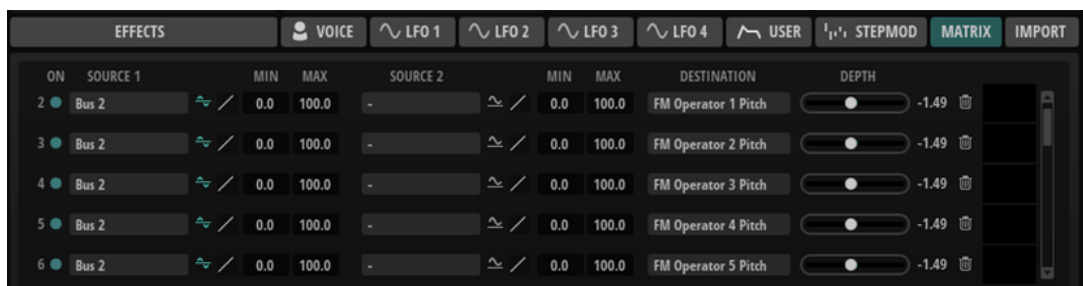 EFFECTS VOICE LFO 1 LFO 2 LFO 3 LFO 4 USER STEPMOD MATRIX IMPORT
ON SOURCE 1 MIN MAX SOURCE 2 MIN MAX DESTINATION DEPTH
2 Bus 2 0.0 100.0 - 0.0 100.0 FM Operator 1 Pitch -1.49
3 Bus 2 0.0 100.0 - 0.0 100.0 FM Operator 2 Pitch -1.49
4 Bus 2 0.0 100.0 - 0.0 100.0 FM Operator 3 Pitch -1.49
5 Bus 2 0.0 100.0 - 0.0 100.0 FM Operator 4 Pitch -1.49
6 Bus 2 0.0 100.0 - 0.0 100.0 FM Operator 5 Pitch -1.49